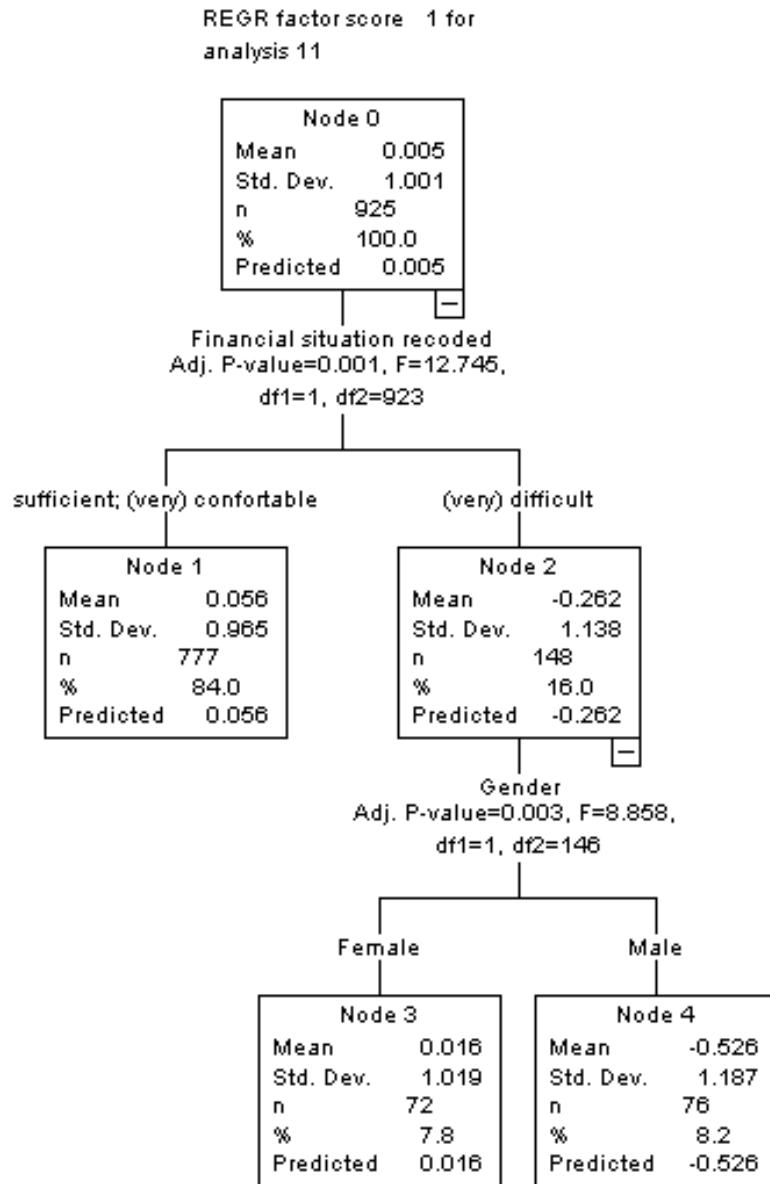 REGR factor score 1 for
analysis 11
Node 0
Mean 0.005
Std. Dev. 1.001
n 925
% 100.0
Predicted 0.005
Financial situation recoded
Adj. P-value=0.001, F=12.745,
df1=1, df2=923
sufficient; (very) confortable
(very) difficult
Node 1
Mean 0.056
Std. Dev. 0.965
n 777
% 84.0
Predicted 0.056
Node 2
Mean -0.262
Std. Dev. 1.138
n 148
% 16.0
Predicted -0.262
Gender
Adj. P-value=0.003, F=8.858,
df1=1, df2=146
Female
Male
Node 3
Mean 0.016
Std. Dev. 1.019
n 72
% 7.8
Predicted 0.016
Node 4
Mean -0.526
Std. Dev. 1.187
n 76
% 8.2
Predicted -0.526